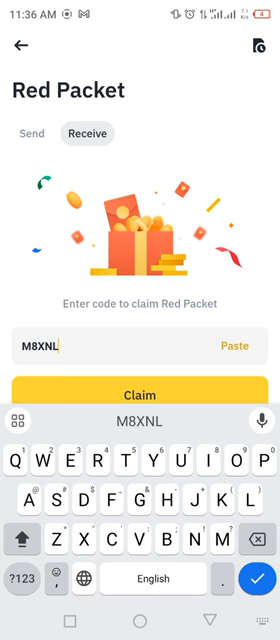 11:36 AM
4
Red Packet
Send Receive
Enter code to claim Red Packet
M8XNL Paste
Claim
M8XNL
Q W E R T Y U I O P
A S D F G H J K L
Z X C V B N M
?123 , English .